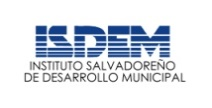 ISDEM
INSTITUTO SALVADOREÑO
DE DESARROLLO MUNICIPAL